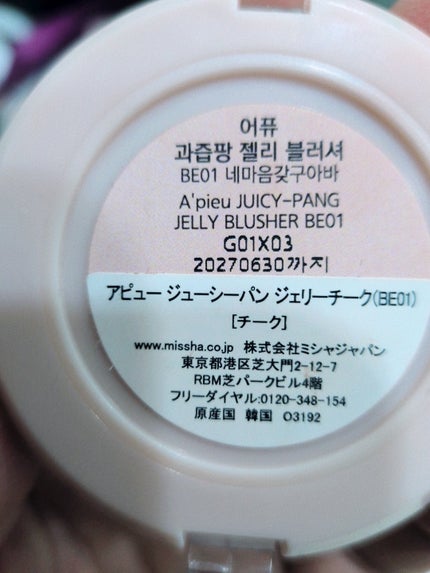 어퓨
과즙팡 젤리 블러셔
BE01 네마음갖구아바
A'pieu JUICY-PANG
JELLY BLUSHER BE01
G01X03
20270630까지
アピュー ジューシーパン ジェリーチーク(BE01)
[チーク]
www.missha.co.jp 株式会社ミシャジャパン
東京都港区芝大門2-12-7
RBM芝パークビル4階
フリーダイヤル:0120-348-154
原産国 韓国 O3192